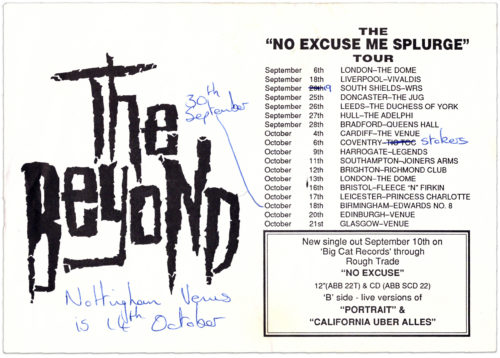 The
Beyond
30th
September
Nottingham Venus
is 14th October
THE
"NO EXCUSE ME SPLURGE"
TOUR
September 6th LONDON–THE DOME
September 18th LIVERPOOL–VIVALDIS
September SOUTH SHIELDS–WRS
September 25th DONCASTER–THE JUG
September 26th LEEDS–THE DUCHESS OF YORK
September 27th HULL–THE ADELPHI
September 28th BRADFORD–QUEENS HALL
October 4th CARDIFF–THE VENUE
October 6th COVENTRY–TIC TOC stokers
October 9th HARROGATE–LEGENDS
October 11th SOUTHAMPTON–JOINERS ARMS
October 12th BRIGHTON–RICHMOND CLUB
October 13th LONDON–THE DOME
October 16th BRISTOL–FLEECE "N" FIRKIN
October 17th LEICESTER–PRINCESS CHARLOTTE
October 18th BIRMINGHAM–EDWARDS NO. 8
October 20th EDINBURGH–VENUE
October 21st GLASGOW–VENUE
New single out September 10th on
'Big Cat Records' through
Rough Trade
"NO EXCUSE"
12"(ABB 22T) & CD (ABB SCD 22)
'B' side - live versions of
"PORTRAIT" &
"CALIFORNIA UBER ALLES"